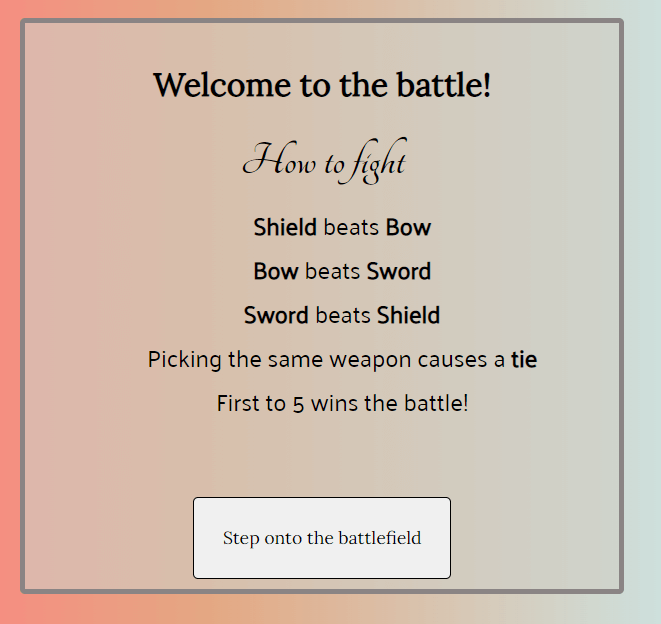 Welcome to the battle!
How to fight
Shield beats Bow
Bow beats Sword
Sword beats Shield
Picking the same weapon causes a tie
First to 5 wins the battle!
Step onto the battlefield